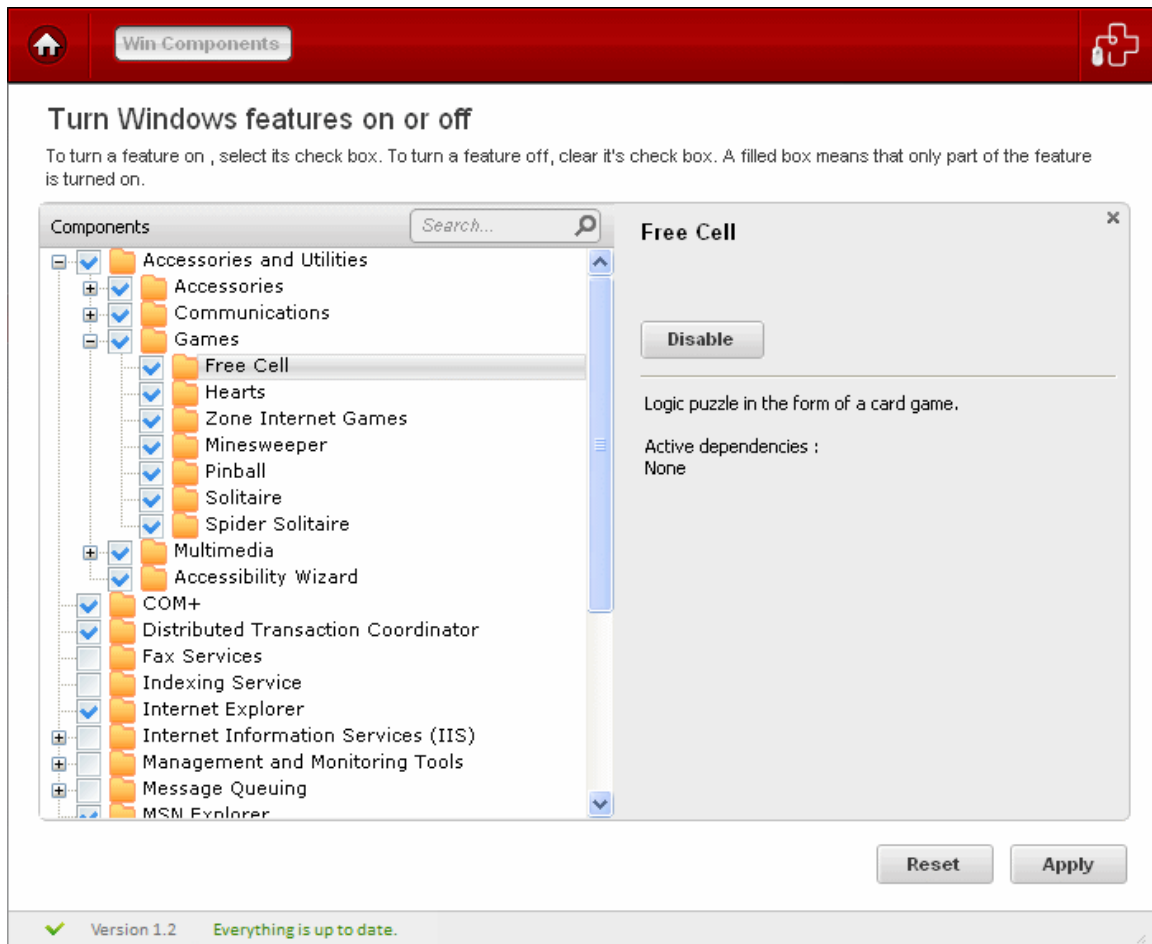 Win Components
Turn Windows features on or off
To turn a feature on , select its check box. To turn a feature off, clear it's check box. A filled box means that only part of the feature
is turned on.
Components
Search...
Accessories and Utilities
Accessories
Communications
Games
Free Cell
Hearts
Zone Internet Games
Minesweeper
Pinball
Solitaire
Spider Solitaire
Multimedia
Accessibility Wizard
COM+
Distributed Transaction Coordinator
Fax Services
Indexing Service
Internet Explorer
Internet Information Services (IIS)
Management and Monitoring Tools
Message Queuing
MSN Explorer
Free Cell
Disable
Logic puzzle in the form of a card game.
Active dependencies :
None
Reset
Apply
Version 1.2
Everything is up to date.